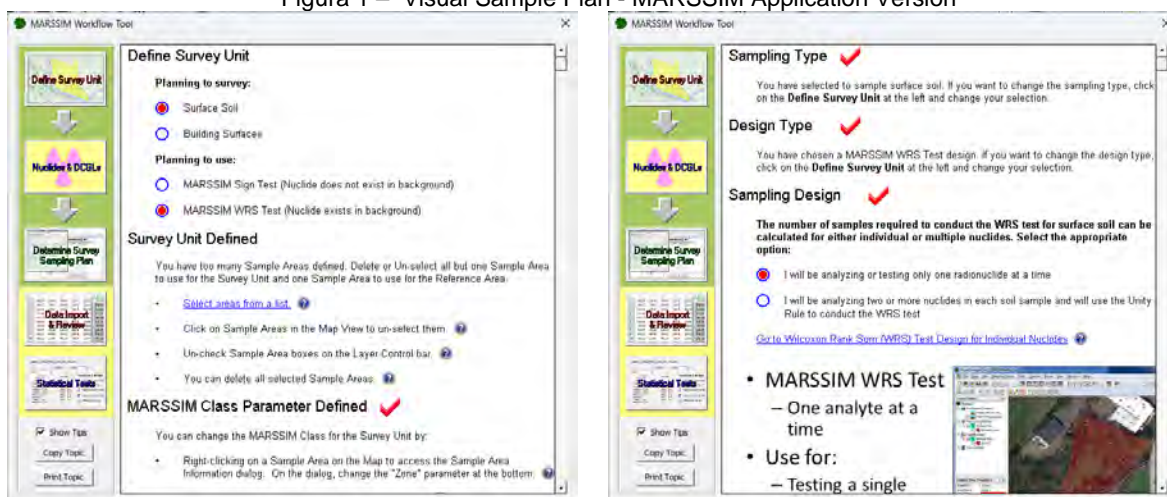 Figura 1 – Visual Sample Plan - MARSSIM Application Version
MARSSIM Workflow Tool
Define Survey Unit
Nuclides & DCGLs
Determine Survey
Sampling Plan
Data Import
& Review
Statistical Tests
Show Tips
Copy Topic
Print Topic
Define Survey Unit
Planning to survey:
Surface Soil
Building Surfaces
Planning to use:
MARSSIM Sign Test (Nuclide does not exist in background)
MARSSIM WRS Test (Nuclide exists in background)
Survey Unit Defined
You have too many Sample Areas defined. Delete or Un-select all but one Sample Area
to use for the Survey Unit and one Sample Area to use for the Reference Area.
• Select areas from a list.
• Click on Sample Areas in the Map View to un-select them.
• Un-check Sample Area boxes on the Layer Control bar.
• You can delete all selected Sample Areas.
MARSSIM Class Parameter Defined
You can change the MARSSIM Class for the Survey Unit by:
• Right-clicking on a Sample Area on the Map to access the Sample Area
Information dialog. On the dialog, change the "Zone" parameter at the bottom.
MARSSIM Workflow Tool
Define Survey Unit
Nuclides & DCGLs
Determine Survey
Sampling Plan
Data Import
& Review
Statistical Tests
Show Tips
Copy Topic
Print Topic
Sampling Type
You have selected to sample surface soil. If you want to change the sampling type, click
on the Define Survey Unit at the left and change your selection.
Design Type
You have chosen a MARSSIM WRS Test design. If you want to change the design type,
click on the Define Survey Unit at the left and change your selection.
Sampling Design
The number of samples required to conduct the WRS test for surface soil can be
calculated for either individual or multiple nuclides. Select the appropriate
option:
I will be analyzing or testing only one radionuclide at a time
I will be analyzing two or more nuclides in each soil sample and will use the Unity
Rule to conduct the WRS test
Go to Wilcoxon Rank Sum (WRS) Test Design for Individual Nuclides
• MARSSIM WRS Test
– One analyte at a
time
• Use for:
– Testing a single